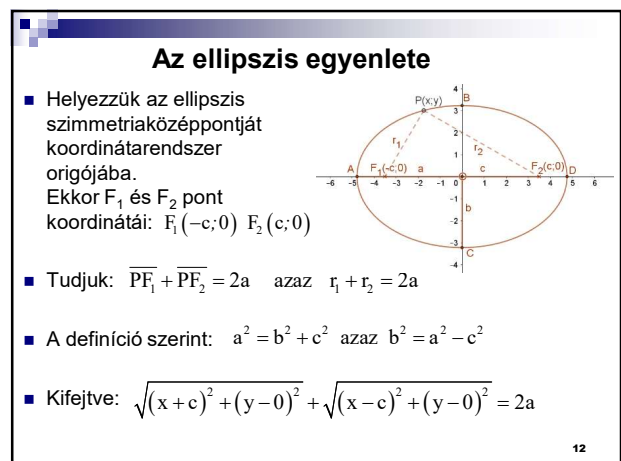 Az ellipszis egyenlete
Helyezzük az ellipszis
szimmetriaközéppontját
koordinátarendszer
origójába.
Ekkor F₁ és F₂ pont
koordinátái: F₁(−c;0) F₂(c;0)
4
P(x;y)
B
3
r₁
2
r₂
1
A
F₁(-c;0)
a
c
F₂(c;0)
D
-6 -5 -4 -3 -2 -1 0 1 2 3 4 5 6
-1
b
-2
-3
C
-4
Tudjuk: PF₁ + PF₂ = 2a azaz r₁ + r₂ = 2a
A definíció szerint: a² = b² + c² azaz b² = a² − c²
Kifejtve: √((x+c)² + (y−0)²) + √((x−c)² + (y−0)²) = 2a
12